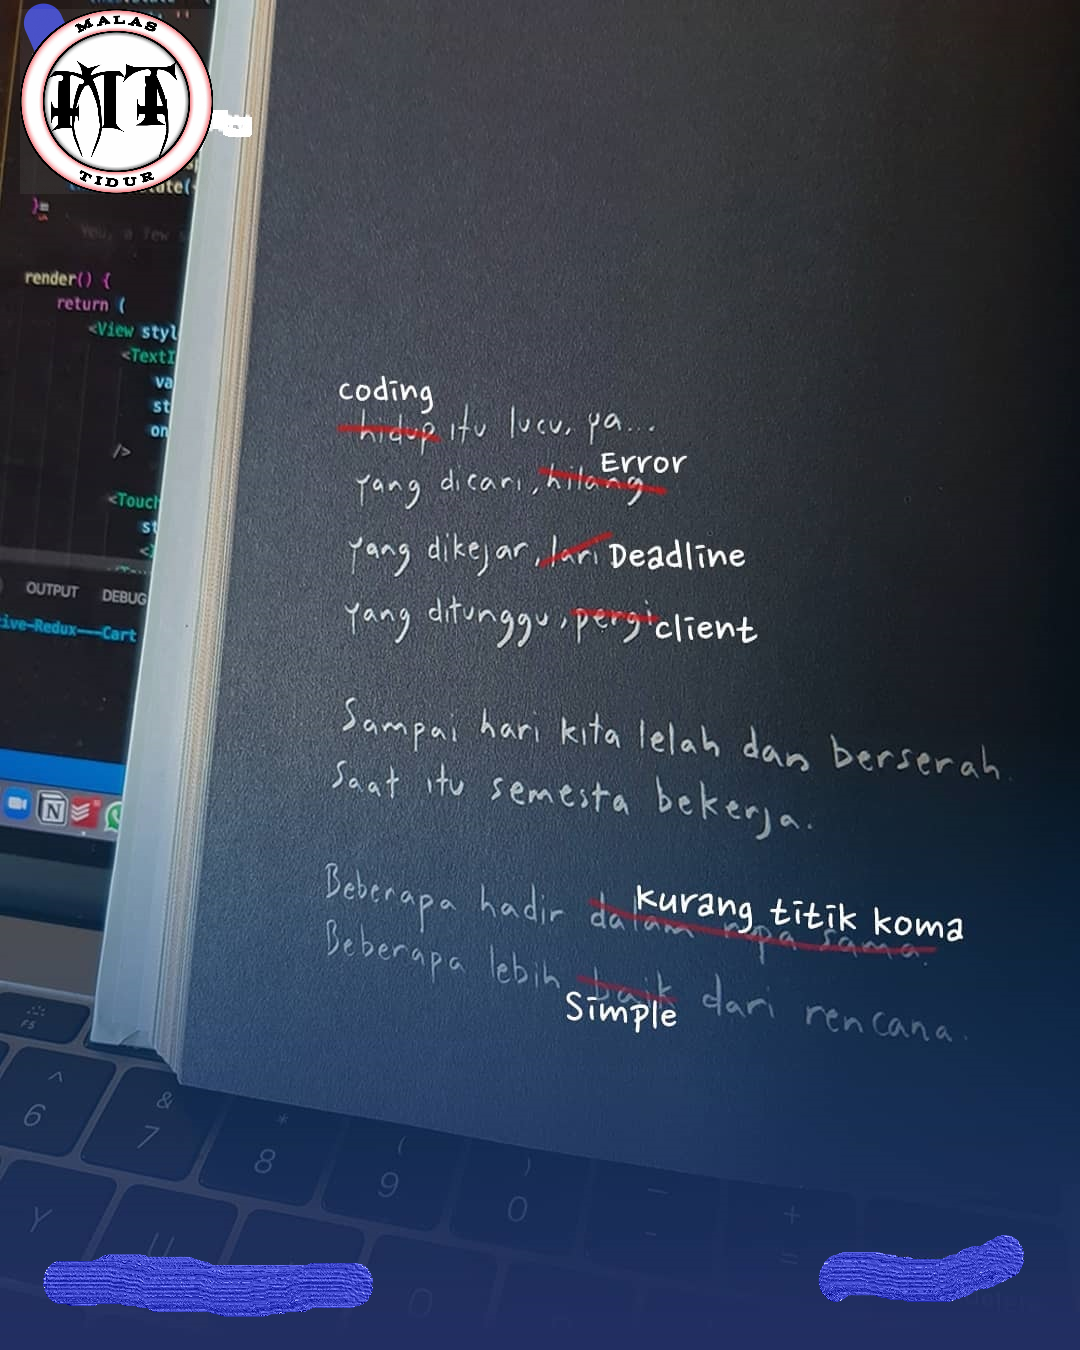 MALAS
MT
TIDUR
}
You, a few
render() {
return (
<View styl
<TextI
va
st
on
/>
<Touch
st
OUTPUT DEBUG
ive-Redux---Cart
coding
hidup itu lucu, ya...
Error
yang dicari, hilang
yang dikejar, lari Deadline
yang ditunggu, pergi client
Sampai hari kita lelah dan berserah.
Saat itu semesta bekerja.
kurang titik koma
Beberapa hadir dalam rupa sama.
Beberapa lebih baik dari rencana.
Simple
F5
^ & * ( ) — +
6 7 8 9 0 - =
Y U